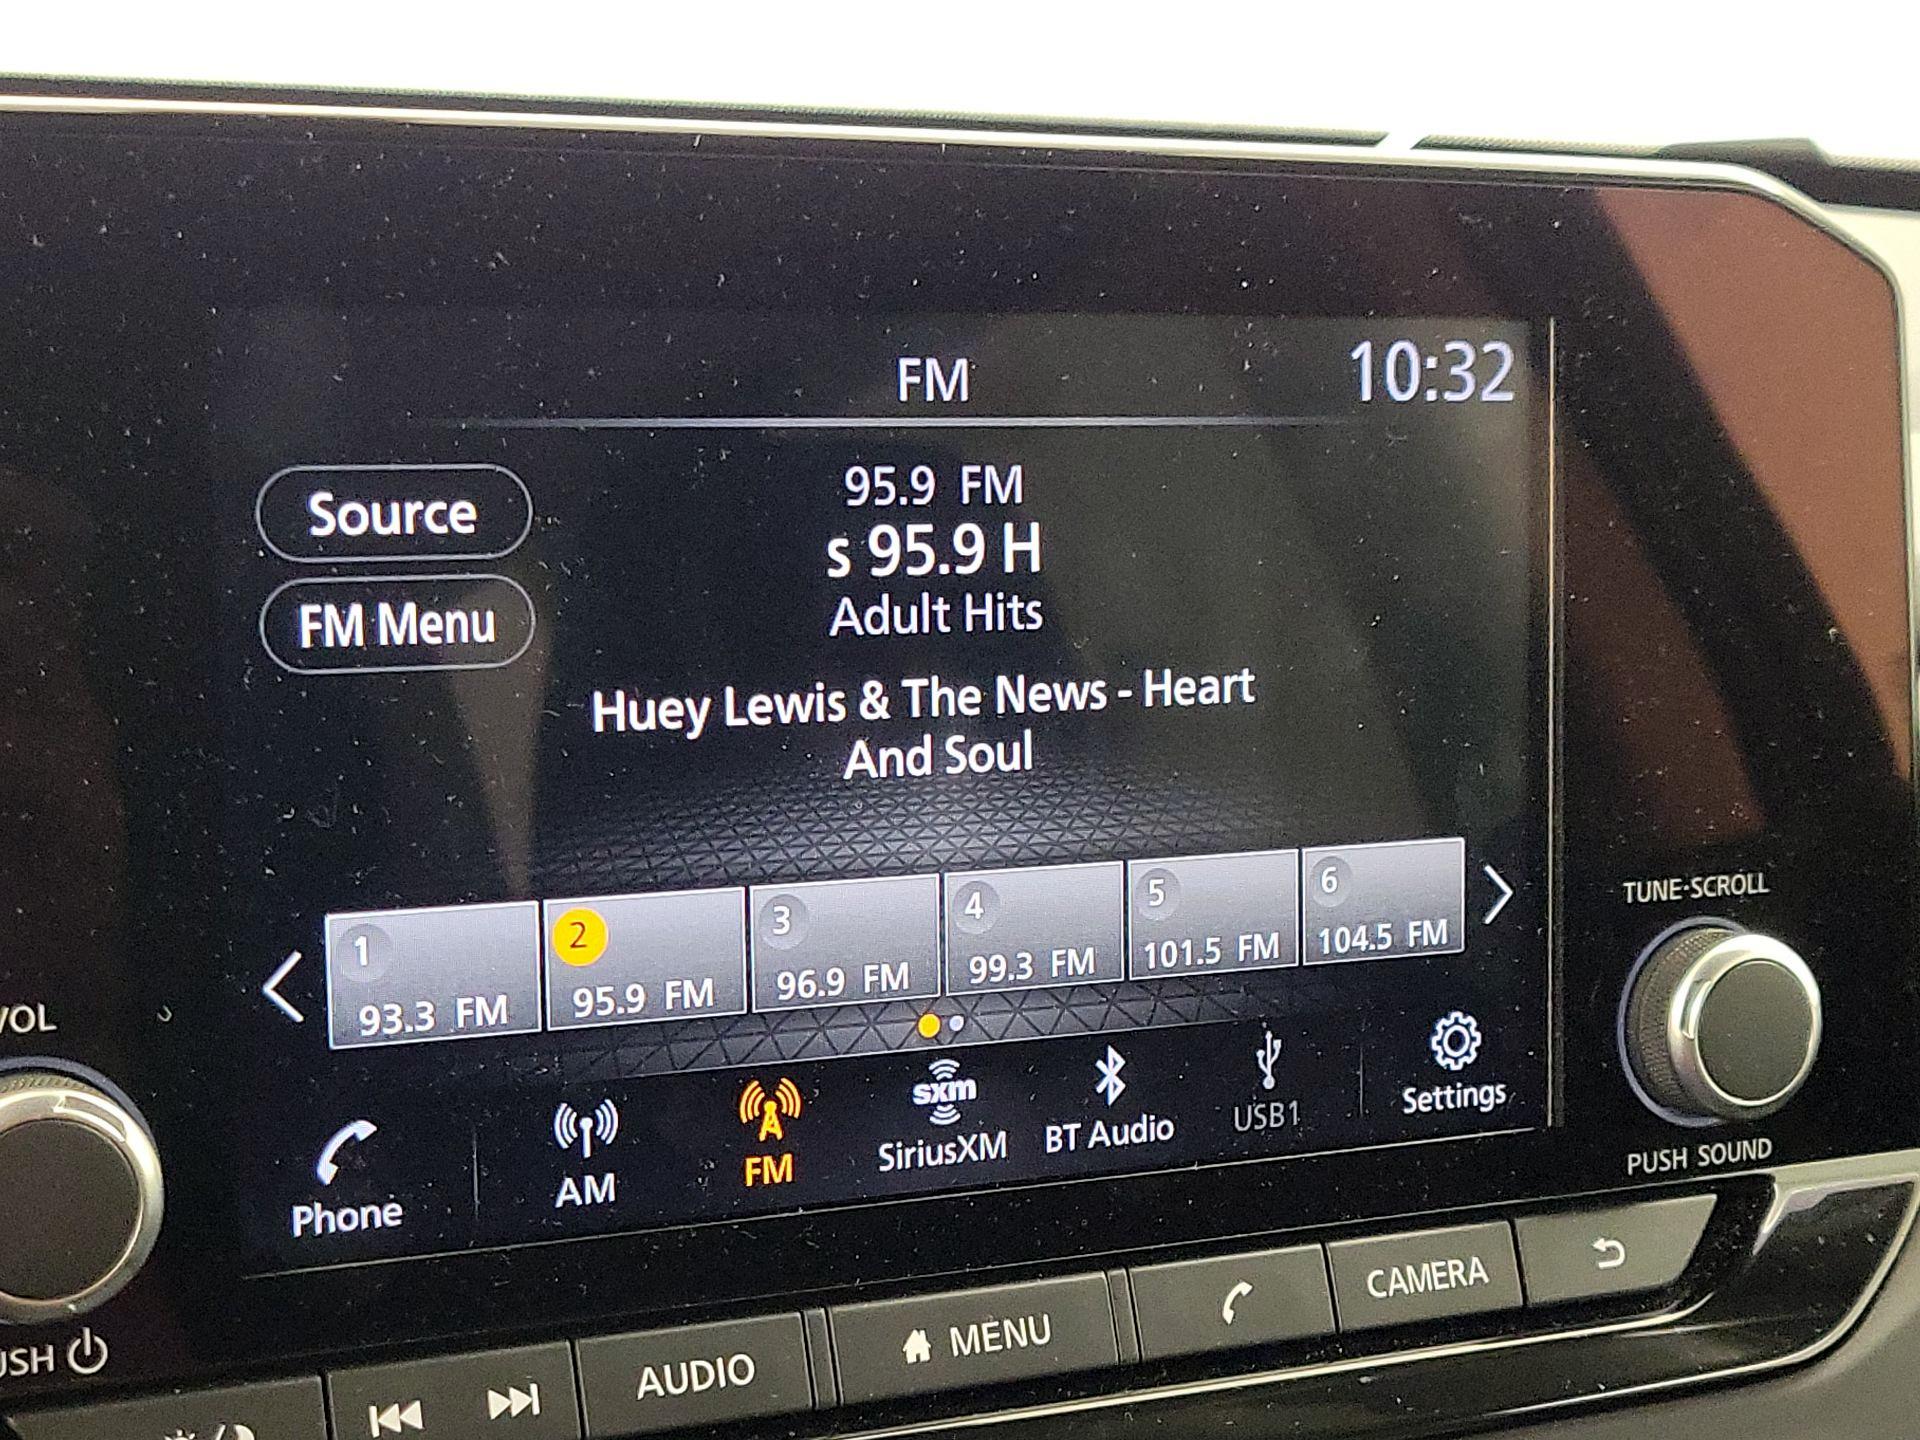 FM
10:32
Source
FM Menu
95.9 FM
s 95.9 H
Adult Hits
Huey Lewis & The News - Heart
And Soul
1
93.3 FM
2
95.9 FM
3
96.9 FM
4
99.3 FM
5
101.5 FM
6
104.5 FM
Phone
AM
FM
sxm
SiriusXM
BT Audio
USB1
Settings
VOL
USH
TUNE·SCROLL
PUSH SOUND
AUDIO
MENU
CAMERA